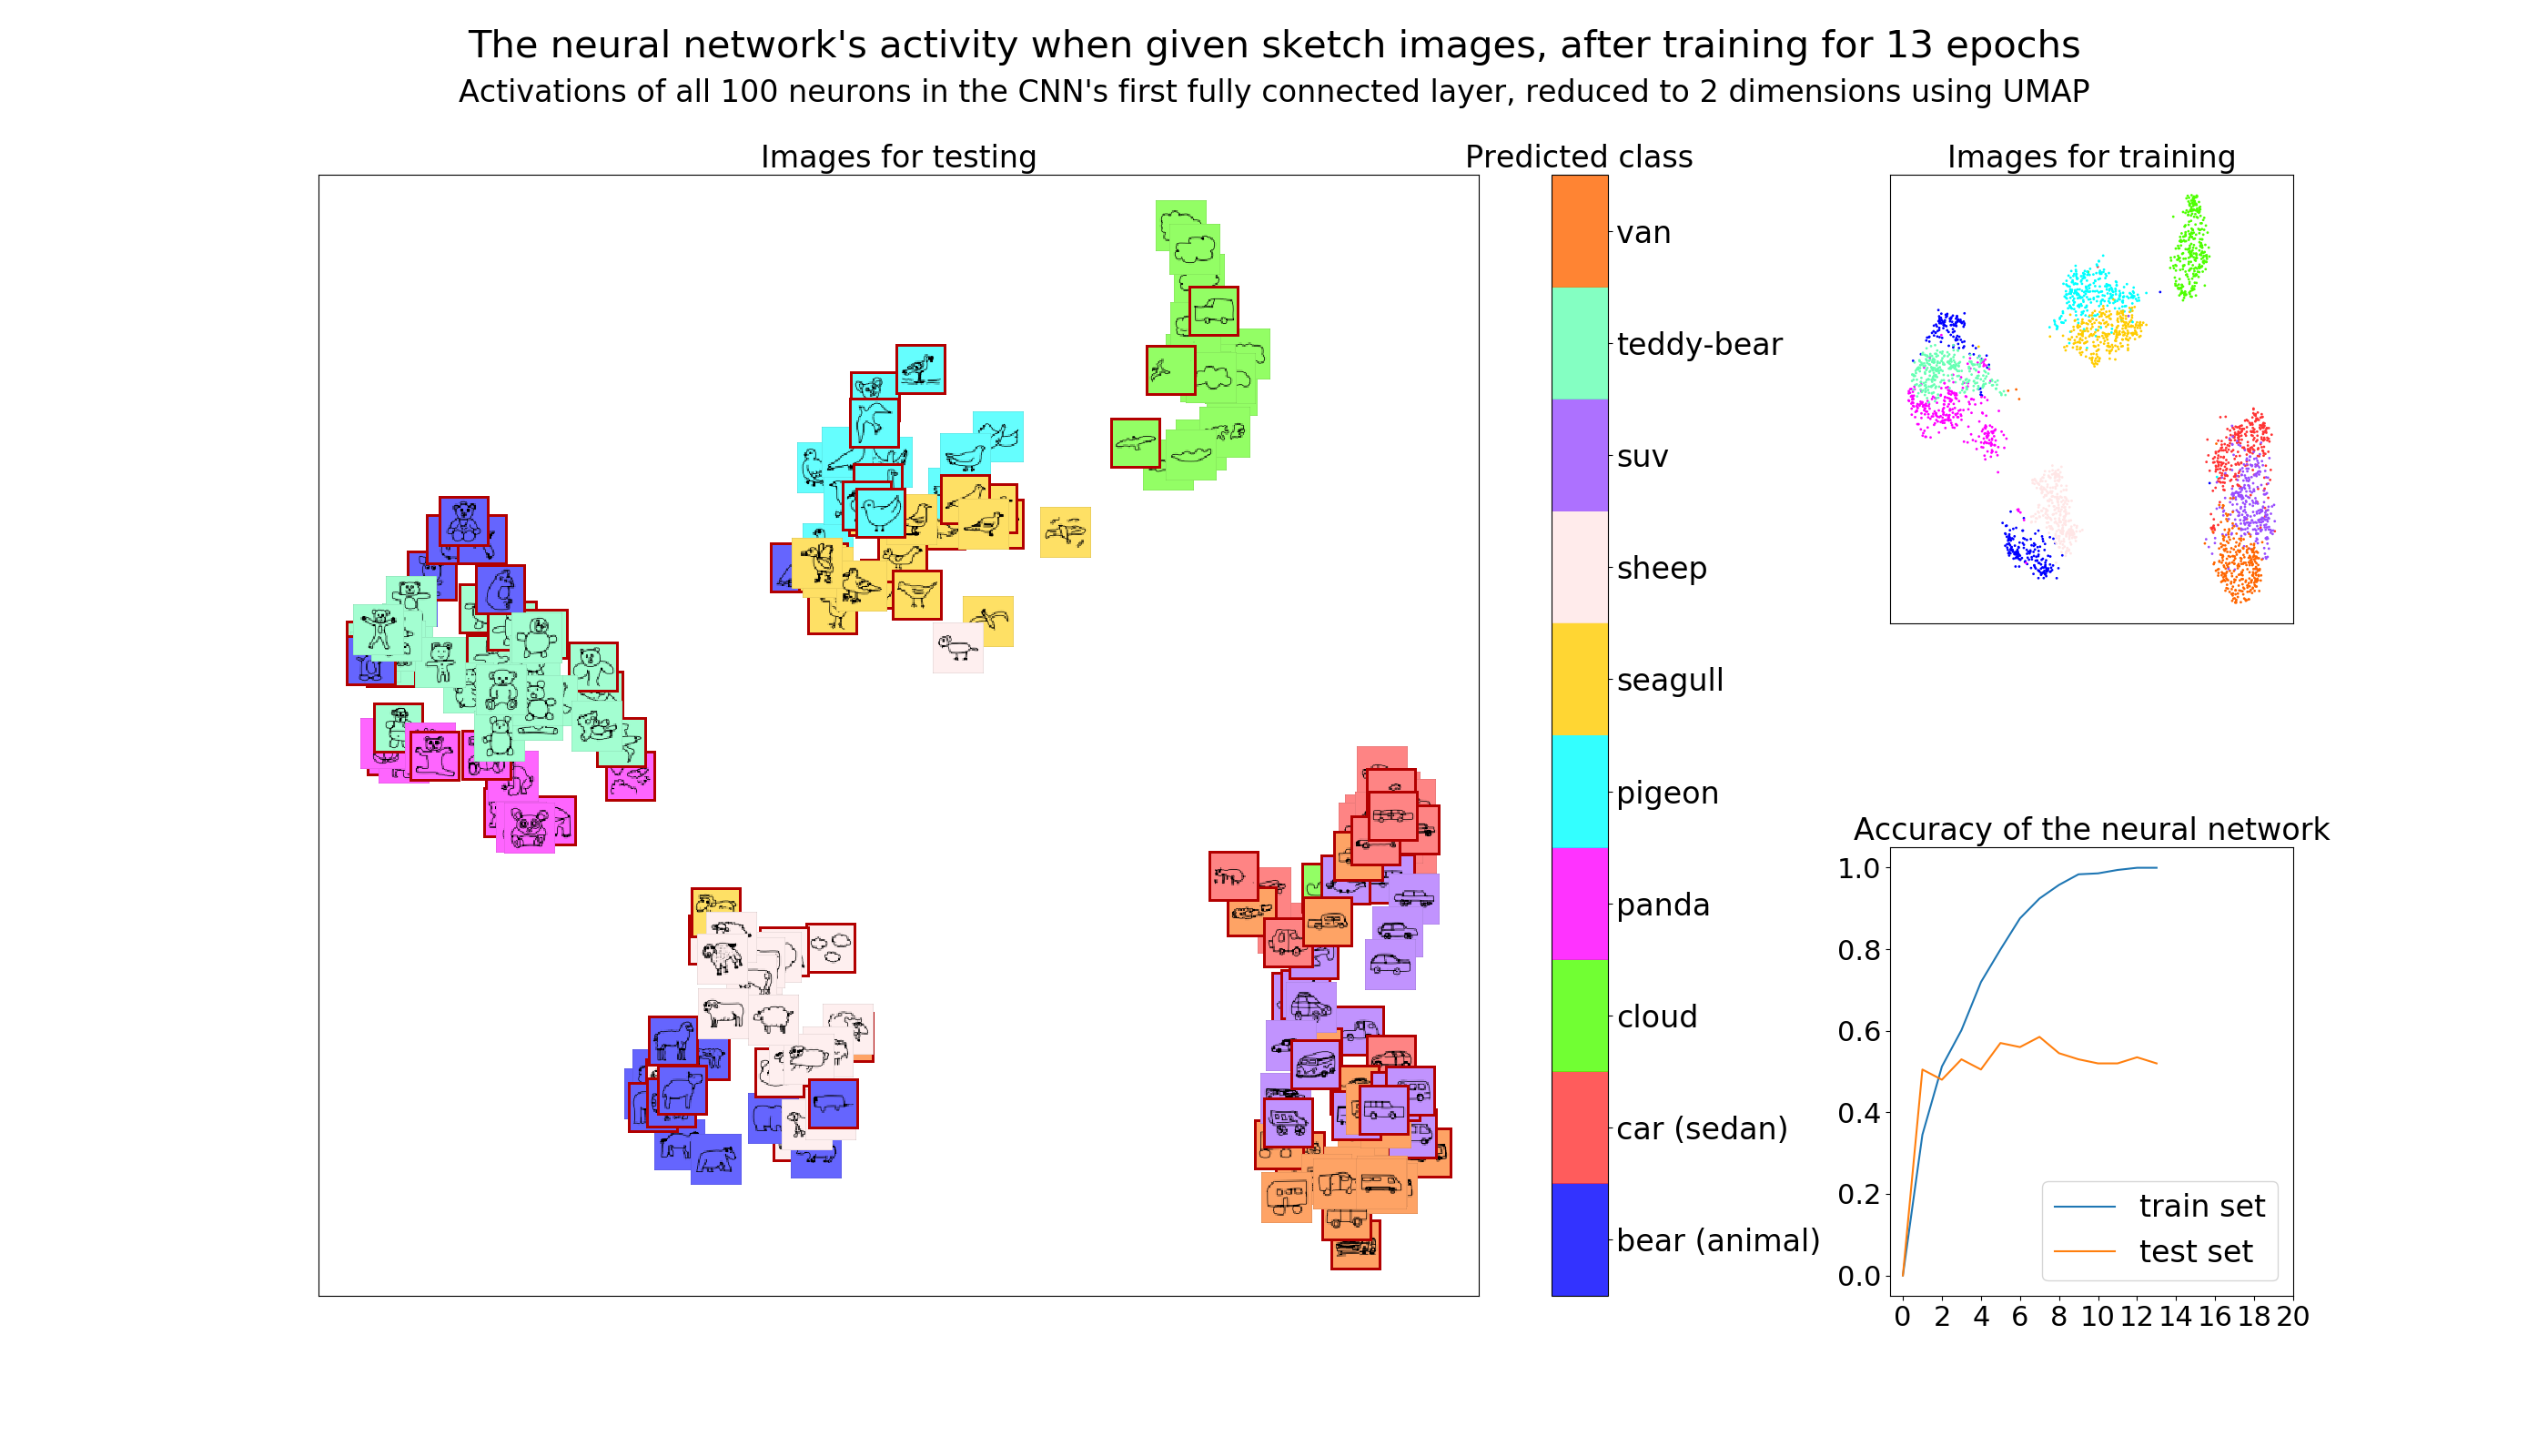 The neural network's activity when given sketch images, after training for 13 epochs
Activations of all 100 neurons in the CNN's first fully connected layer, reduced to 2 dimensions using UMAP
Images for testing
Predicted class
van
teddy-bear
suv
sheep
seagull
pigeon
panda
cloud
car (sedan)
bear (animal)
Images for training
Accuracy of the neural network
1.0
0.8
0.6
0.4
0.2
0.0
train set
test set
0 2 4 6 8 10 12 14 16 18 20